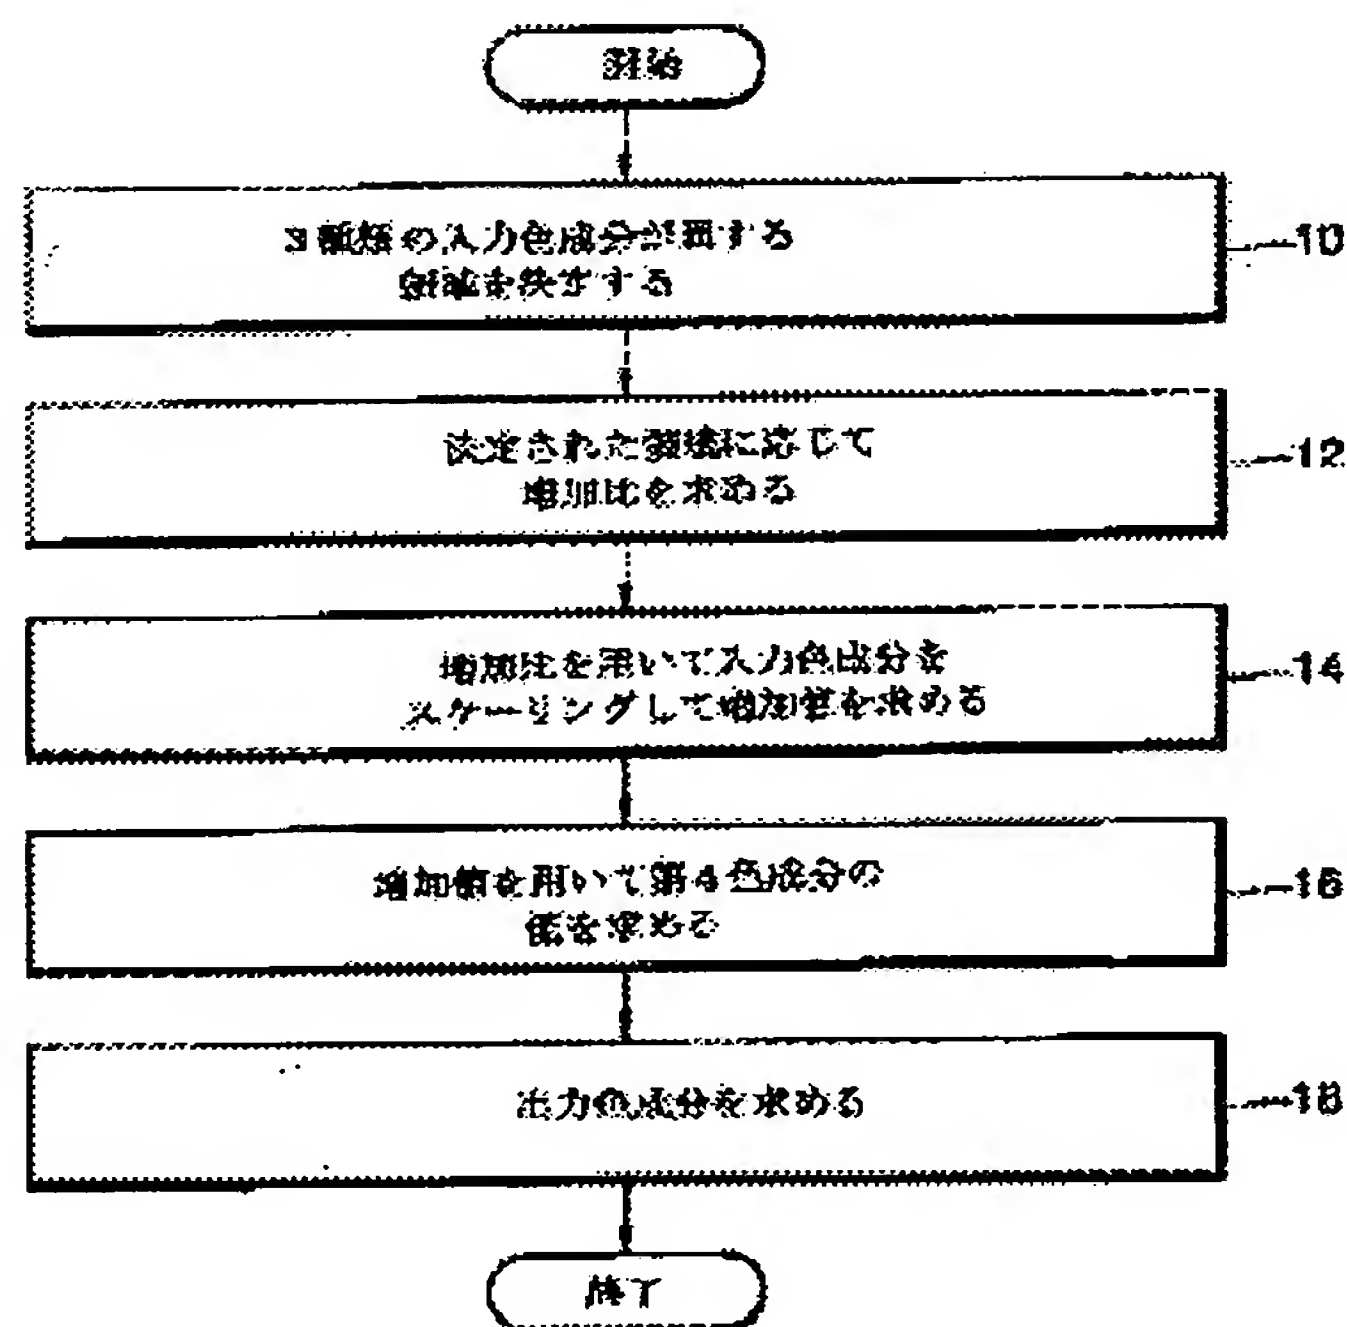 開始
3種類の入力色成分が属する
領域を決定する
10
決定された領域に応じて
増加比を求める
12
増加比を用いて入力色成分を
スケーリングして増加値を求める
14
増加値を用いて第4色成分の
値を求める
16
出力色成分を求める
18
終了